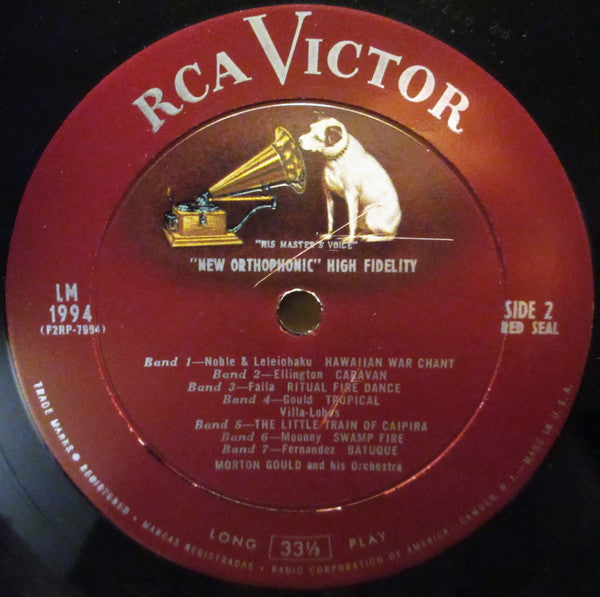 RCA VICTOR
"HIS MASTER'S VOICE"
"NEW ORTHOPHONIC" HIGH FIDELITY
LM
1994
(F2RP-7994)
SIDE 2
RED SEAL
Band 1—Noble & Leleiohaku HAWAIIAN WAR CHANT
Band 2—Ellington CARAVAN
Band 3—Falla RITUAL FIRE DANCE
Band 4—Gould TROPICAL
Villa-Lobos
Band 5—THE LITTLE TRAIN OF CAIPIRA
Band 6—Mooney SWAMP FIRE
Band 7—Fernandez BATUQUE
MORTON GOULD and his Orchestra
LONG 33⅓ PLAY
TRADE MARKS ● REGISTERED • MARCAS REGISTRADAS • RADIO CORPORATION OF AMERICA—CAMDEN, N. J.—MADE IN U.S.A.